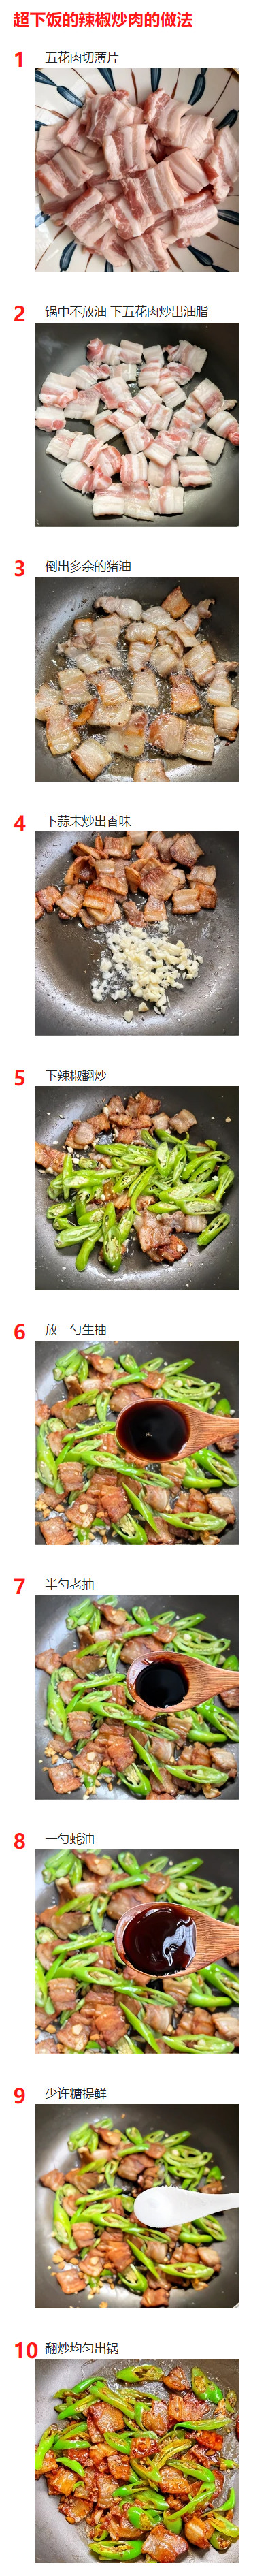 超下饭的辣椒炒肉的做法
1 五花肉切薄片
2 锅中不放油 下五花肉炒出油脂
3 倒出多余的猪油
4 下蒜末炒出香味
5 下辣椒翻炒
6 放一勺生抽
7 半勺老抽
8 一勺蚝油
9 少许糖提鲜
10 翻炒均匀出锅